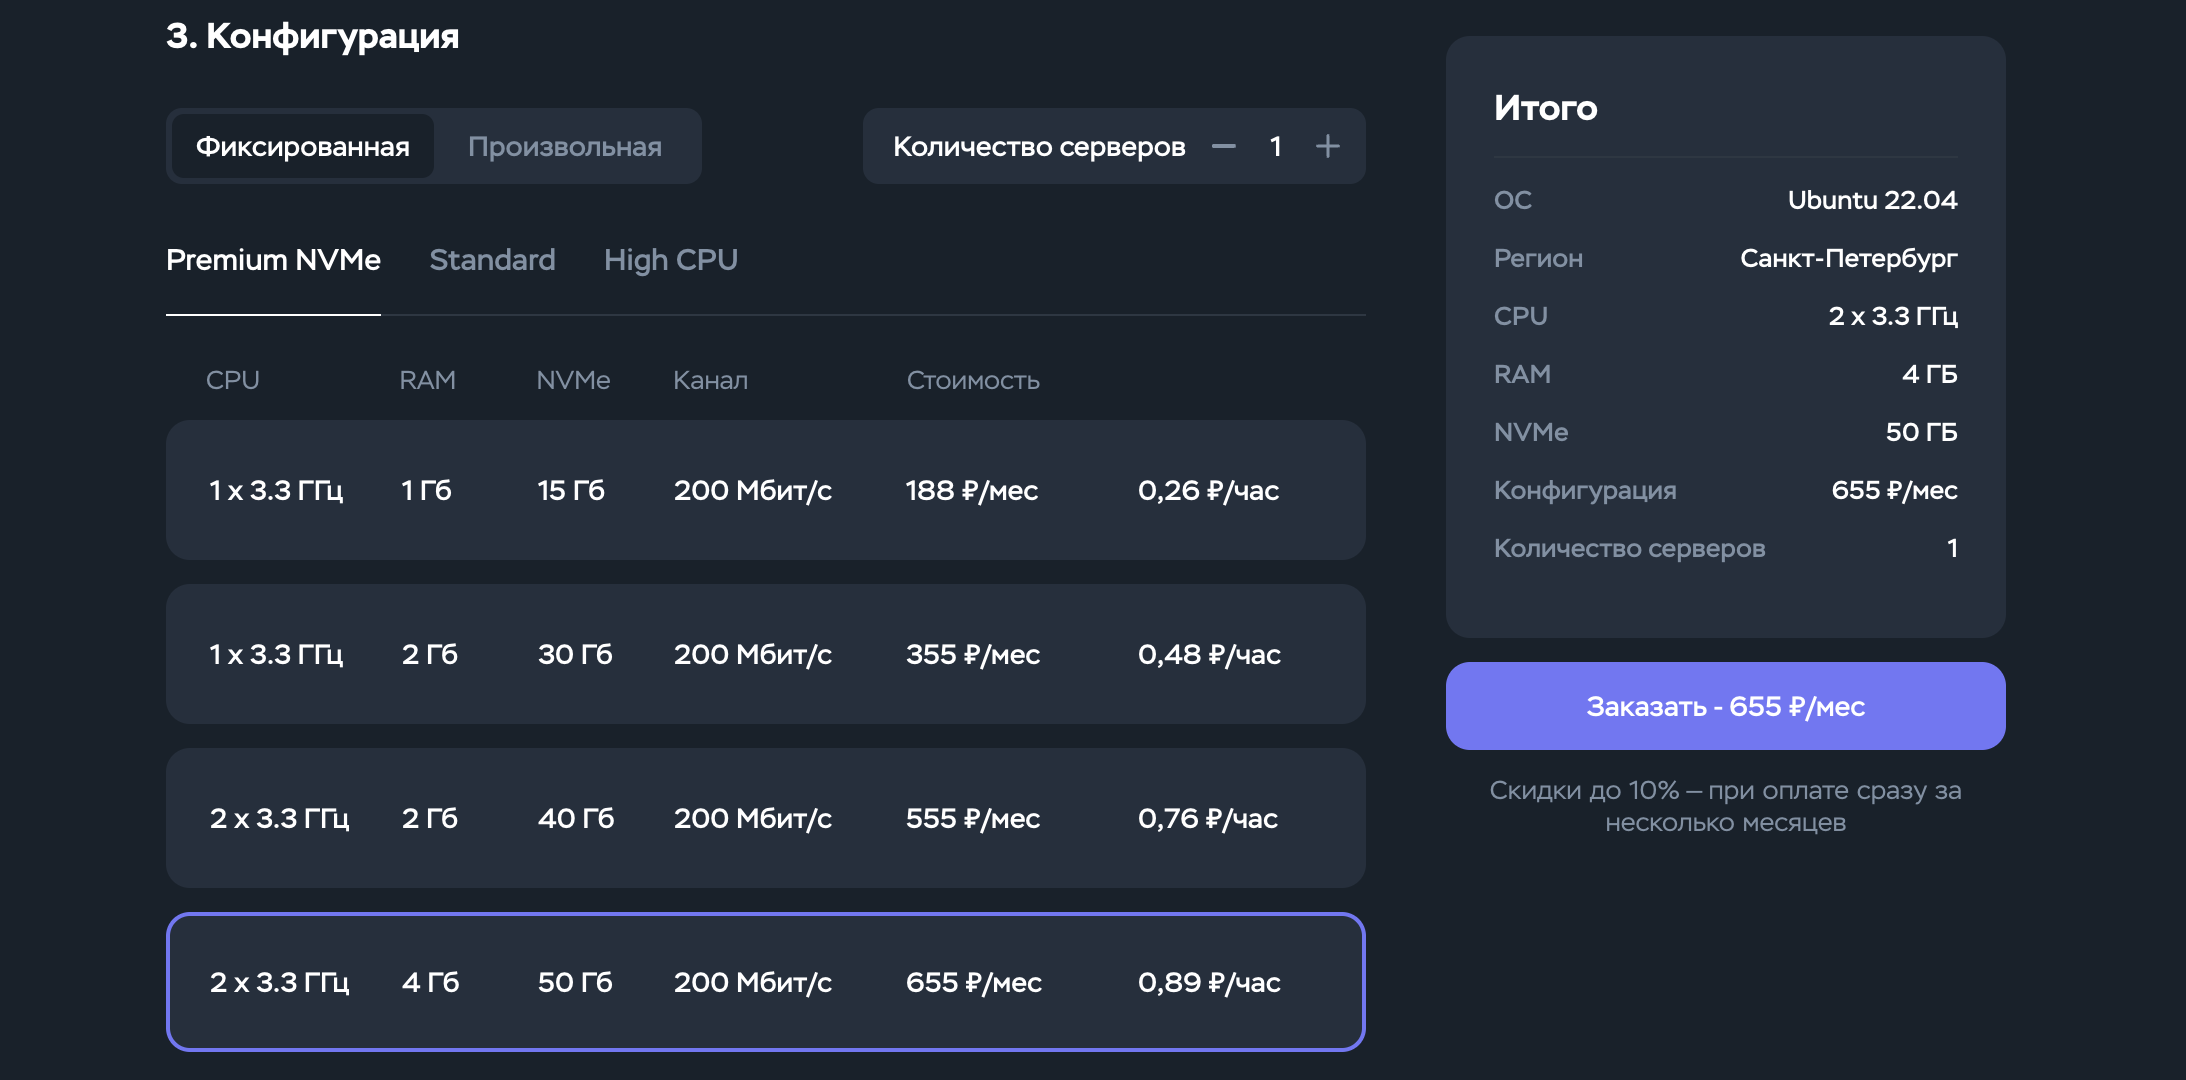 3. Конфигурация
Фиксированная Произвольная
Количество серверов — 1 +
Premium NVMe Standard High CPU
CPU RAM NVMe Канал Стоимость
1 x 3.3 ГГц 1 Гб 15 Гб 200 Мбит/с 188 ₽/мес 0,26 ₽/час
1 x 3.3 ГГц 2 Гб 30 Гб 200 Мбит/с 355 ₽/мес 0,48 ₽/час
2 x 3.3 ГГц 2 Гб 40 Гб 200 Мбит/с 555 ₽/мес 0,76 ₽/час
2 x 3.3 ГГц 4 Гб 50 Гб 200 Мбит/с 655 ₽/мес 0,89 ₽/час
Итого
ОС Ubuntu 22.04
Регион Санкт-Петербург
CPU 2 x 3.3 ГГц
RAM 4 ГБ
NVMe 50 ГБ
Конфигурация 655 ₽/мес
Количество серверов 1
Заказать - 655 ₽/мес
Скидки до 10% — при оплате сразу за
несколько месяцев